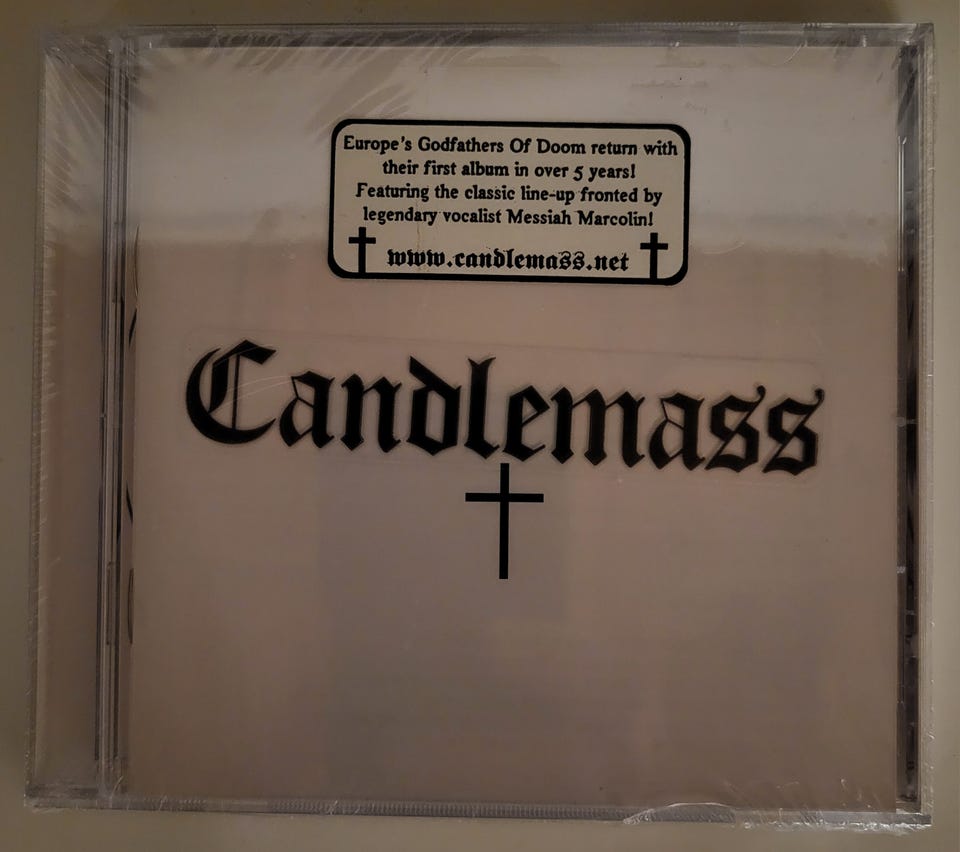 Europe's Godfathers Of Doom return with
their first album in over 5 years!
Featuring the classic line-up fronted by
legendary vocalist Messiah Marcolin!
www.candlemass.net
Candlemass